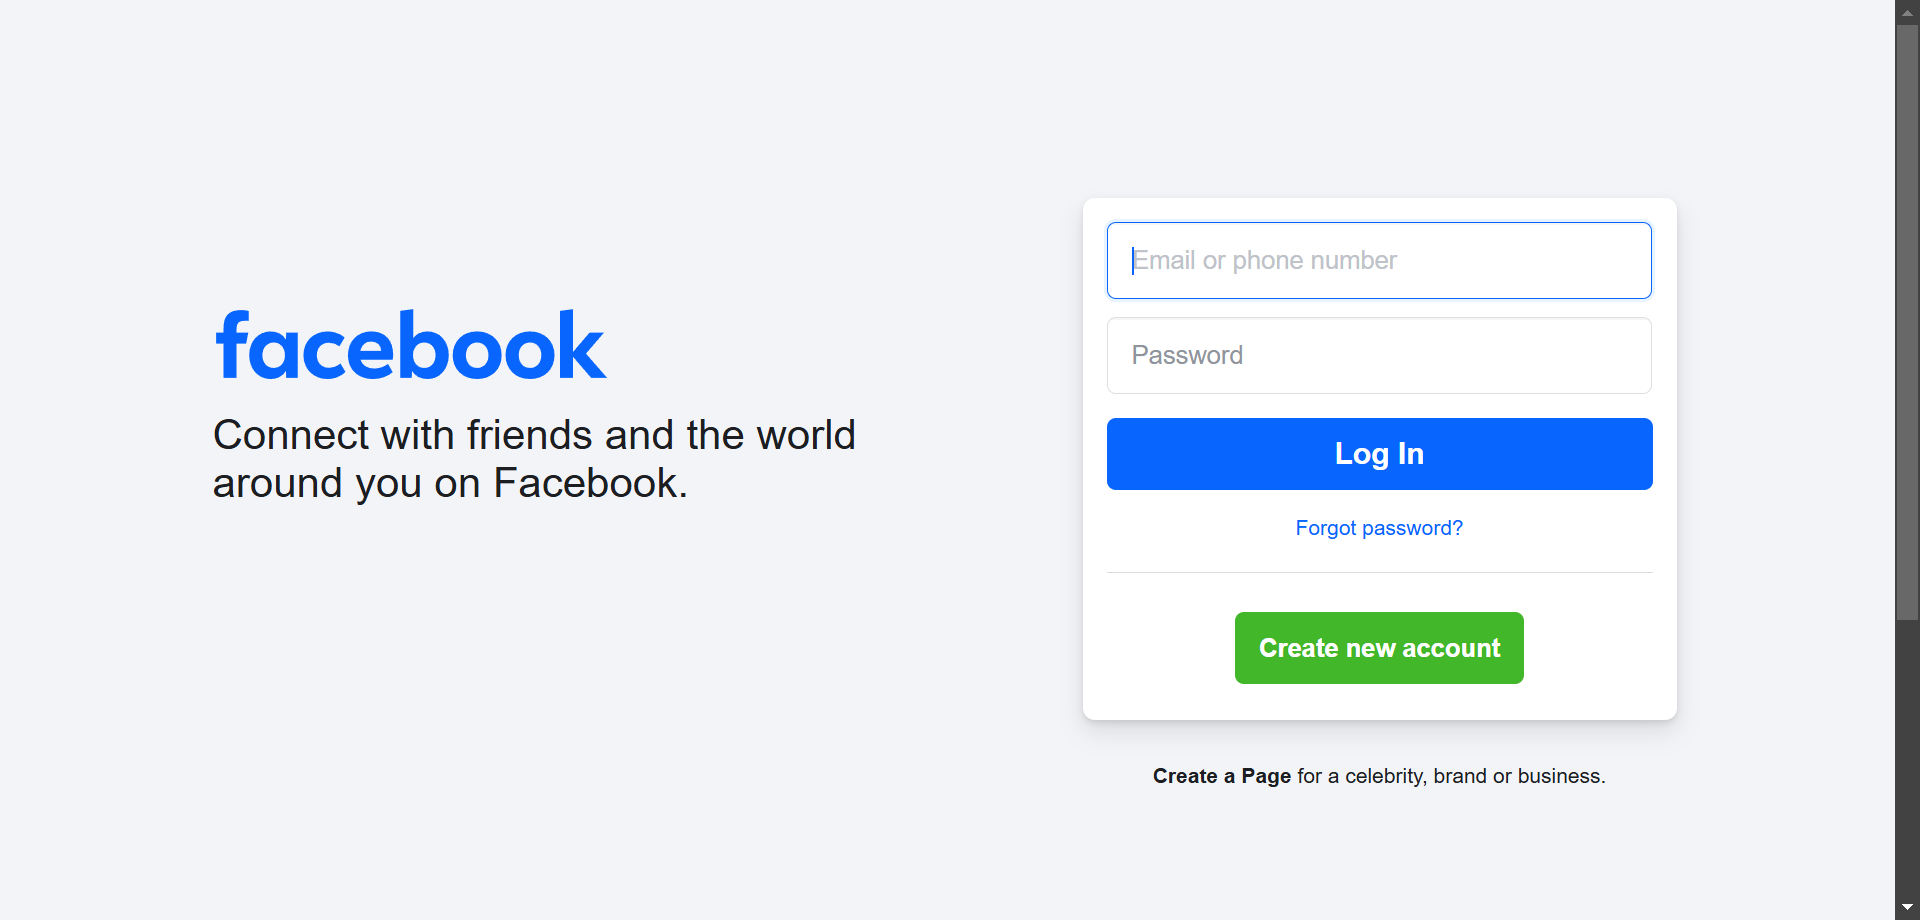 facebook
Connect with friends and the world
around you on Facebook.
Email or phone number
Password
Log In
Forgot password?
Create new account
Create a Page for a celebrity, brand or business.